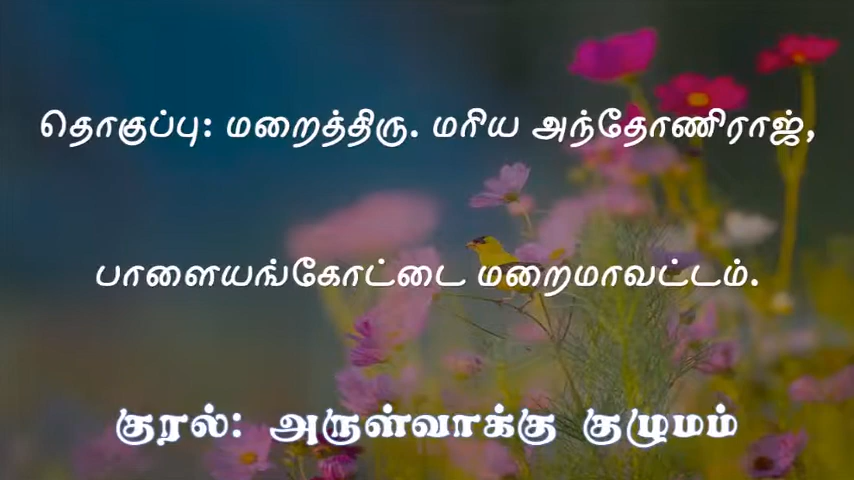 தொகுப்பு: மறைத்திரு. மரிய அந்தோணிராஜ்,
பாளையங்கோட்டை மறைமாவட்டம்.
குரல்: அருள்வாக்கு குழுமம்